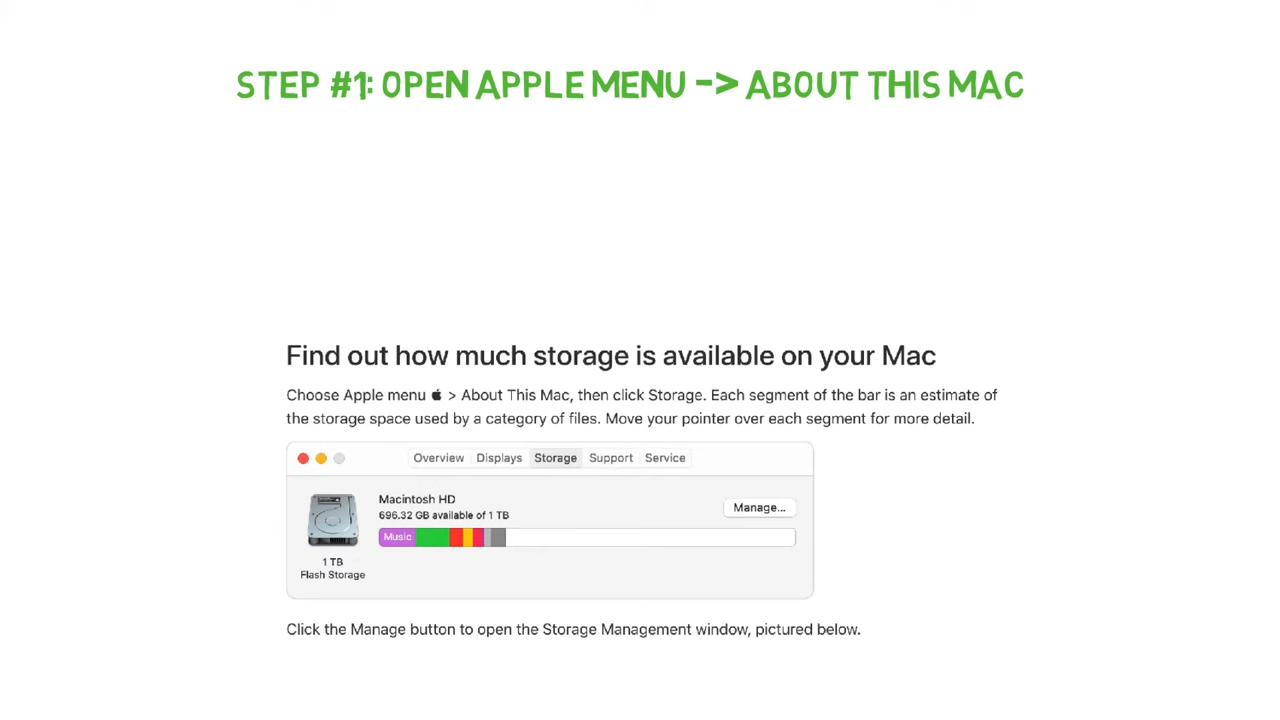 STEP #1: OPEN APPLE MENU -> ABOUT THIS MAC
Find out how much storage is available on your Mac
Choose Apple menu  > About This Mac, then click Storage. Each segment of the bar is an estimate of
the storage space used by a category of files. Move your pointer over each segment for more detail.
Overview Displays Storage Support Service
Macintosh HD
696.32 GB available of 1 TB
Manage...
Music
1 TB
Flash Storage
Click the Manage button to open the Storage Management window, pictured below.